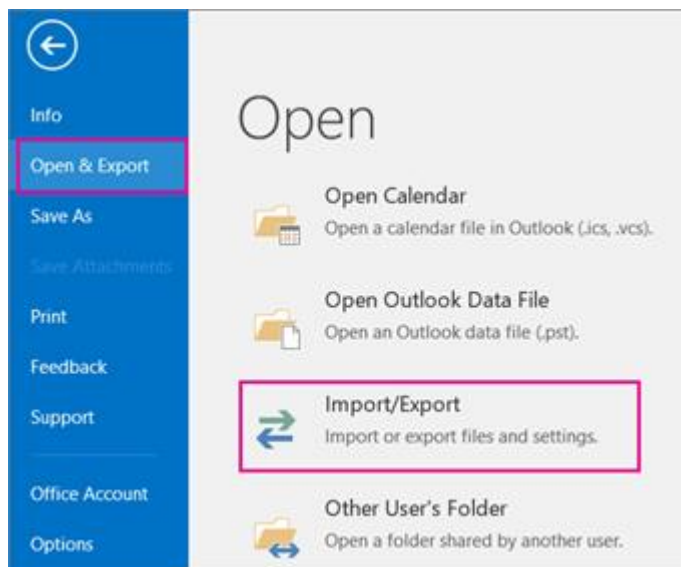 Info
Open & Export
Save As
Save Attachments
Print
Feedback
Support
Office Account
Options
Open
Open Calendar
Open a calendar file in Outlook (.ics, .vcs).
Open Outlook Data File
Open an Outlook data file (.pst).
Import/Export
Import or export files and settings.
Other User's Folder
Open a folder shared by another user.